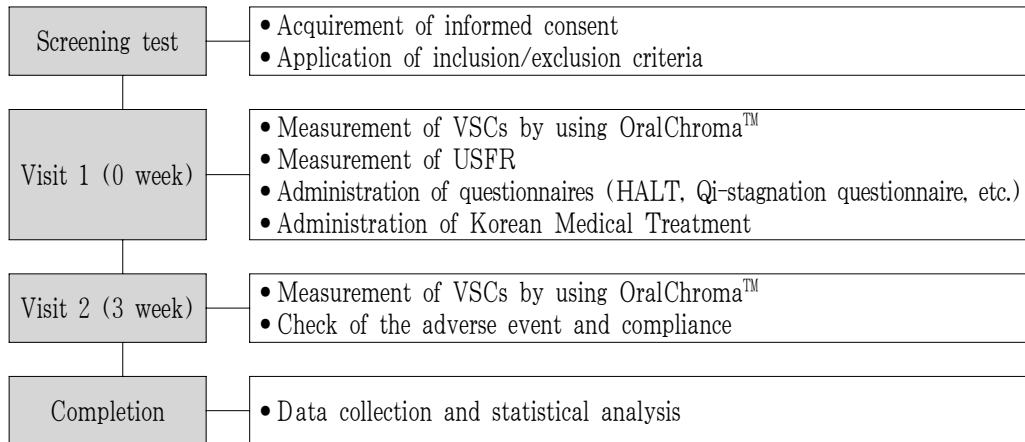 Screening test
• Acquirement of informed consent
• Application of inclusion/exclusion criteria
Visit 1 (0 week)
• Measurement of VSCs by using OralChroma™
• Measurement of USFR
• Administration of questionnaires (HALT, Qi-stagnation questionnaire, etc.)
• Administration of Korean Medical Treatment
Visit 2 (3 week)
• Measurement of VSCs by using OralChroma™
• Check of the adverse event and compliance
Completion
• Data collection and statistical analysis